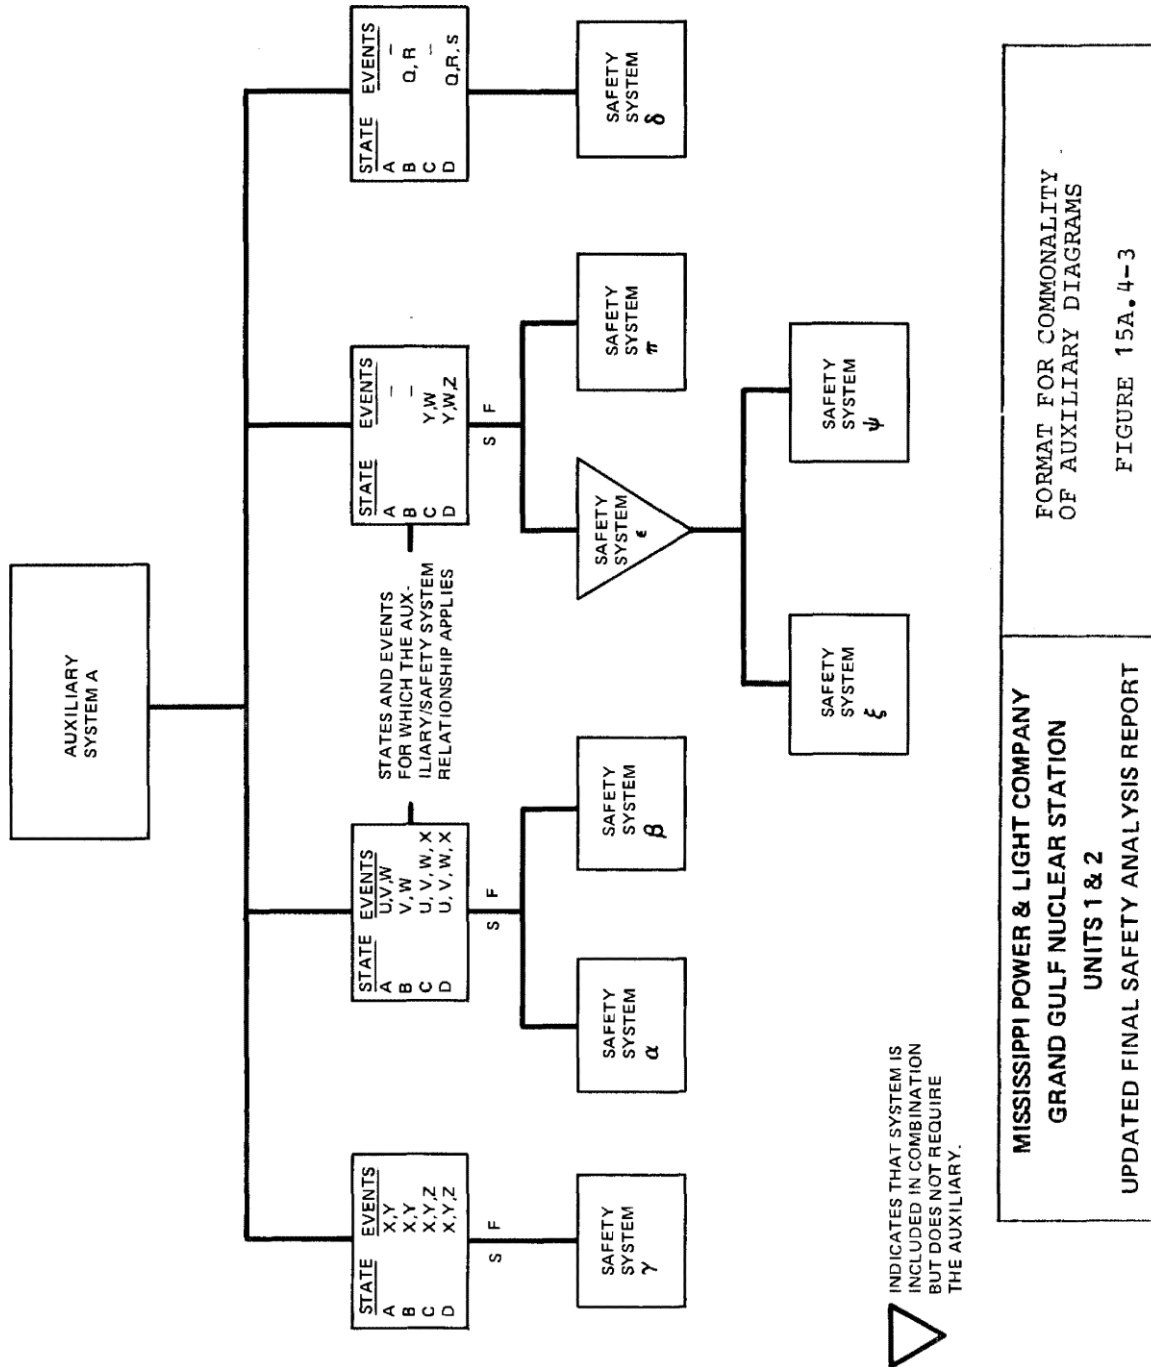 AUXILIARY
SYSTEM A
STATE EVENTS
A X,Y
B X,Y
C X,Y,Z
D X,Y,Z
S F
SAFETY
SYSTEM
γ
STATE EVENTS
A U,V,W
B V,W
C U,V,W,X
D U,V,W,X
S F
SAFETY
SYSTEM
α
SAFETY
SYSTEM
β
STATES AND EVENTS
FOR WHICH THE AUX-
ILIARY/SAFETY SYSTEM
RELATIONSHIP APPLIES
STATE EVENTS
A —
B —
C Y,W
D Y,W,Z
S F
SAFETY
SYSTEM
ε
SAFETY
SYSTEM
π
SAFETY
SYSTEM
ξ
SAFETY
SYSTEM
ψ
STATE EVENTS
A —
B Q,R
C —
D Q,R,S
SAFETY
SYSTEM
δ
INDICATES THAT SYSTEM IS
INCLUDED IN COMBINATION
BUT DOES NOT REQUIRE
THE AUXILIARY.
MISSISSIPPI POWER & LIGHT COMPANY
GRAND GULF NUCLEAR STATION
UNITS 1 & 2
UPDATED FINAL SAFETY ANALYSIS REPORT
FORMAT FOR COMMONALITY
OF AUXILIARY DIAGRAMS
FIGURE 15A.4-3